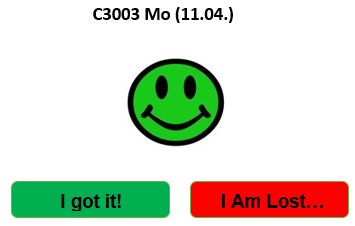 C3003 Mo (11.04.)
I got it!
I Am Lost...